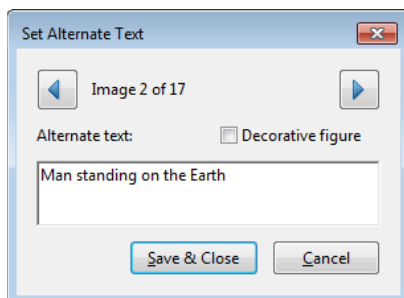 Set Alternate Text
Image 2 of 17
Alternate text: Decorative figure
Man standing on the Earth
Save & Close Cancel